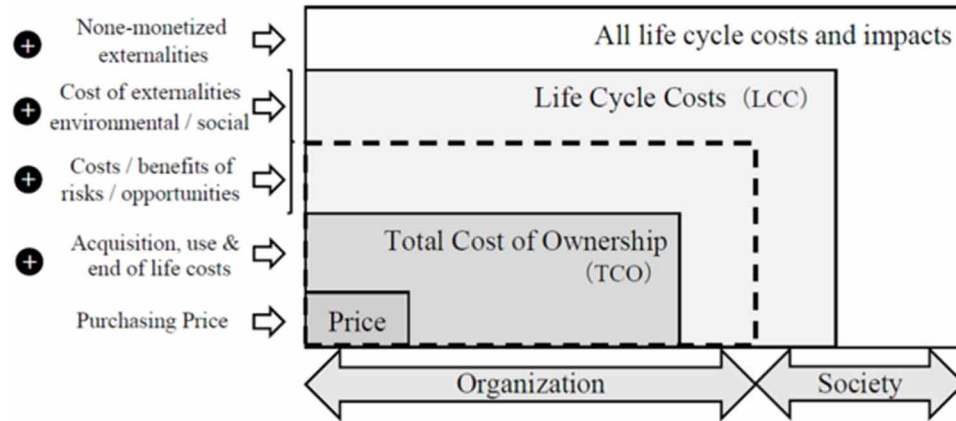 None-monetized
externalities
All life cycle costs and impacts
Cost of externalities
environmental / social
Life Cycle Costs (LCC)
Costs / benefits of
risks / opportunities
Acquisition, use &
end of life costs
Total Cost of Ownership
(TCO)
Purchasing Price
Price
Organization
Society